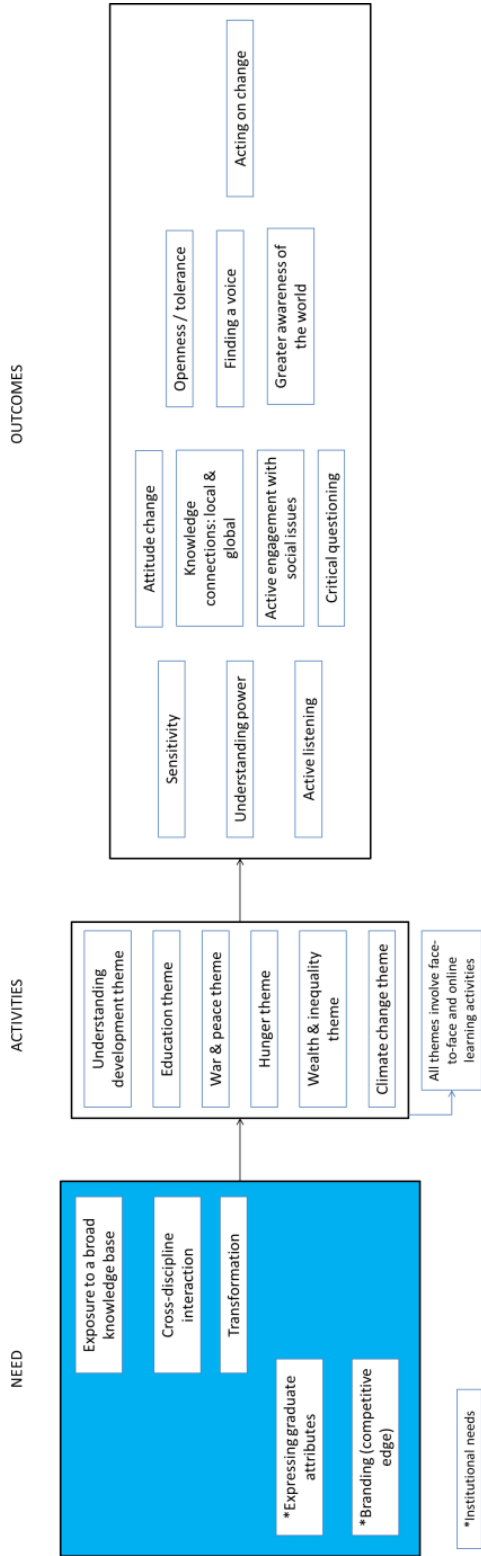 NEED
ACTIVITIES
OUTCOMES
Exposure to a broad
knowledge base
Cross-discipline
interaction
Transformation
*Expressing graduate
attributes
*Branding (competitive
edge)
*Institutional needs
Understanding
development theme
Education theme
War & peace theme
Hunger theme
Wealth & inequality
theme
Climate change theme
All themes involve face-
to-face and online
learning activities
Sensitivity
Understanding power
Active listening
Attitude change
Knowledge
connections: local &
global
Active engagement with
social issues
Critical questioning
Openness / tolerance
Finding a voice
Greater awareness of
the world
Acting on change